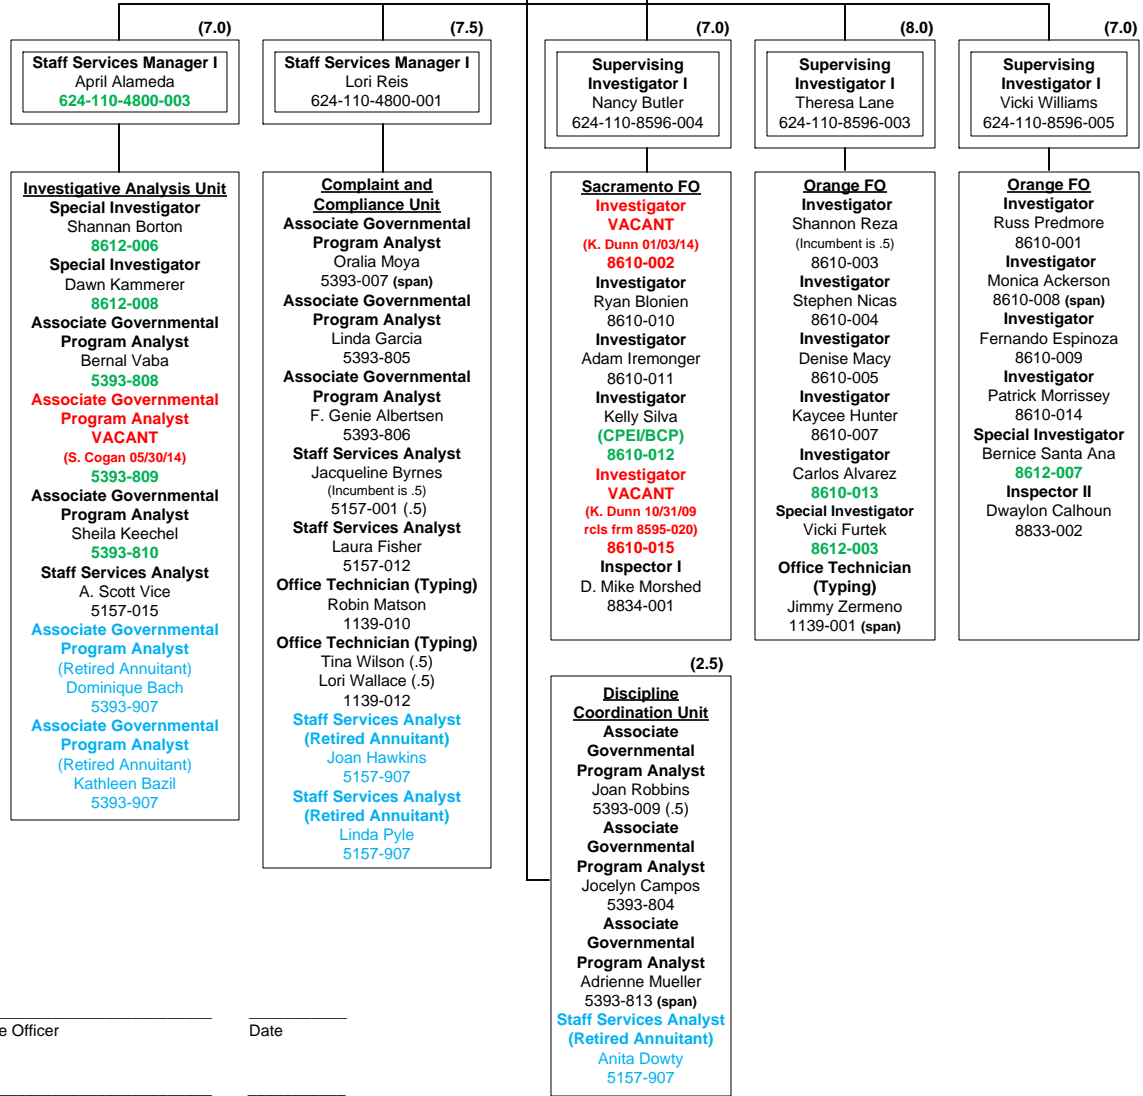 (7.0)
Staff Services Manager I
April Alameda
624-110-4800-003
Investigative Analysis Unit
Special Investigator
Shannan Borton
8612-006
Special Investigator
Dawn Kammerer
8612-008
Associate Governmental
Program Analyst
Bernal Vaba
5393-808
Associate Governmental
Program Analyst
VACANT
(S. Cogan 05/30/14)
5393-809
Associate Governmental
Program Analyst
Sheila Keechel
5393-810
Staff Services Analyst
A. Scott Vice
5157-015
Associate Governmental
Program Analyst
(Retired Annuitant)
Dominique Bach
5393-907
Associate Governmental
Program Analyst
(Retired Annuitant)
Kathleen Bazil
5393-907
(7.5)
Staff Services Manager I
Lori Reis
624-110-4800-001
Complaint and
Compliance Unit
Associate Governmental
Program Analyst
Oralia Moya
5393-007 (span)
Associate Governmental
Program Analyst
Linda Garcia
5393-805
Associate Governmental
Program Analyst
F. Genie Albertsen
5393-806
Staff Services Analyst
Jacqueline Byrnes
(Incumbent is .5)
5157-001 (.5)
Staff Services Analyst
Laura Fisher
5157-012
Office Technician (Typing)
Robin Matson
1139-010
Office Technician (Typing)
Tina Wilson (.5)
Lori Wallace (.5)
1139-012
Staff Services Analyst
(Retired Annuitant)
Joan Hawkins
5157-907
Staff Services Analyst
(Retired Annuitant)
Linda Pyle
5157-907
(7.0)
Supervising
Investigator I
Nancy Butler
624-110-8596-004
Sacramento FO
Investigator
VACANT
(K. Dunn 01/03/14)
8610-002
Investigator
Ryan Blonien
8610-010
Investigator
Adam Iremonger
8610-011
Investigator
Kelly Silva
(CPEI/BCP)
8610-012
Investigator
VACANT
(K. Dunn 10/31/09
rcls frm 8595-020)
8610-015
Inspector I
D. Mike Morshed
8834-001
(8.0)
Supervising
Investigator I
Theresa Lane
624-110-8596-003
Orange FO
Investigator
Shannon Reza
(Incumbent is .5)
8610-003
Investigator
Stephen Nicas
8610-004
Investigator
Denise Macy
8610-005
Investigator
Kaycee Hunter
8610-007
Investigator
Carlos Alvarez
8610-013
Special Investigator
Vicki Furtek
8612-003
Office Technician
(Typing)
Jimmy Zermeno
1139-001 (span)
(7.0)
Supervising
Investigator I
Vicki Williams
624-110-8596-005
Orange FO
Investigator
Russ Predmore
8610-001
Investigator
Monica Ackerson
8610-008 (span)
Investigator
Fernando Espinoza
8610-009
Investigator
Patrick Morrissey
8610-014
Special Investigator
Bernice Santa Ana
8612-007
Inspector II
Dwaylon Calhoun
8833-002
(2.5)
Discipline
Coordination Unit
Associate
Governmental
Program Analyst
Joan Robbins
5393-009 (.5)
Associate
Governmental
Program Analyst
Jocelyn Campos
5393-804
Associate
Governmental
Program Analyst
Adrienne Mueller
5393-813 (span)
Staff Services Analyst
(Retired Annuitant)
Anita Dowty
5157-907
e Officer
Date